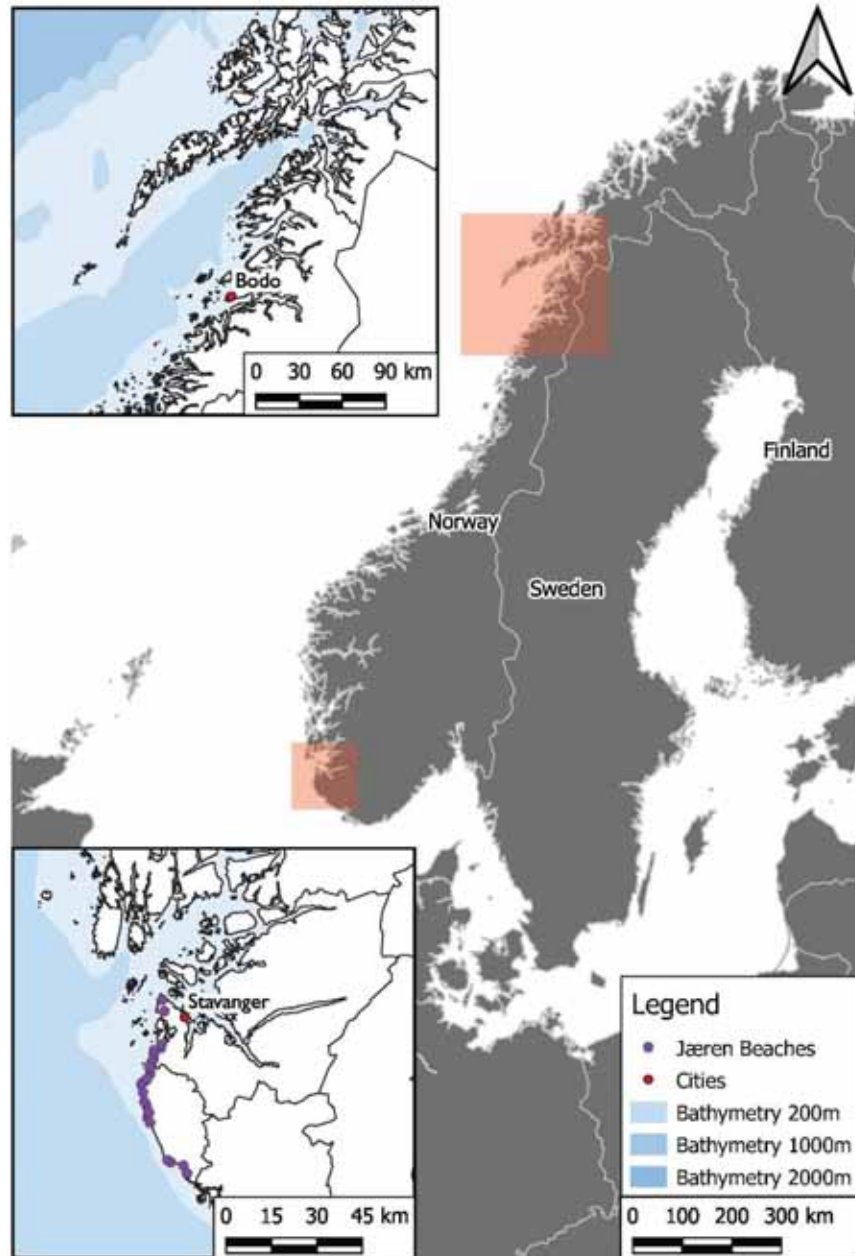 Bodo
0 30 60 90 km
Finland
Norway
Sweden
Stavanger
0 15 30 45 km
Legend
Jæren Beaches
Cities
Bathymetry 200m
Bathymetry 1000m
Bathymetry 2000m
0 100 200 300 km